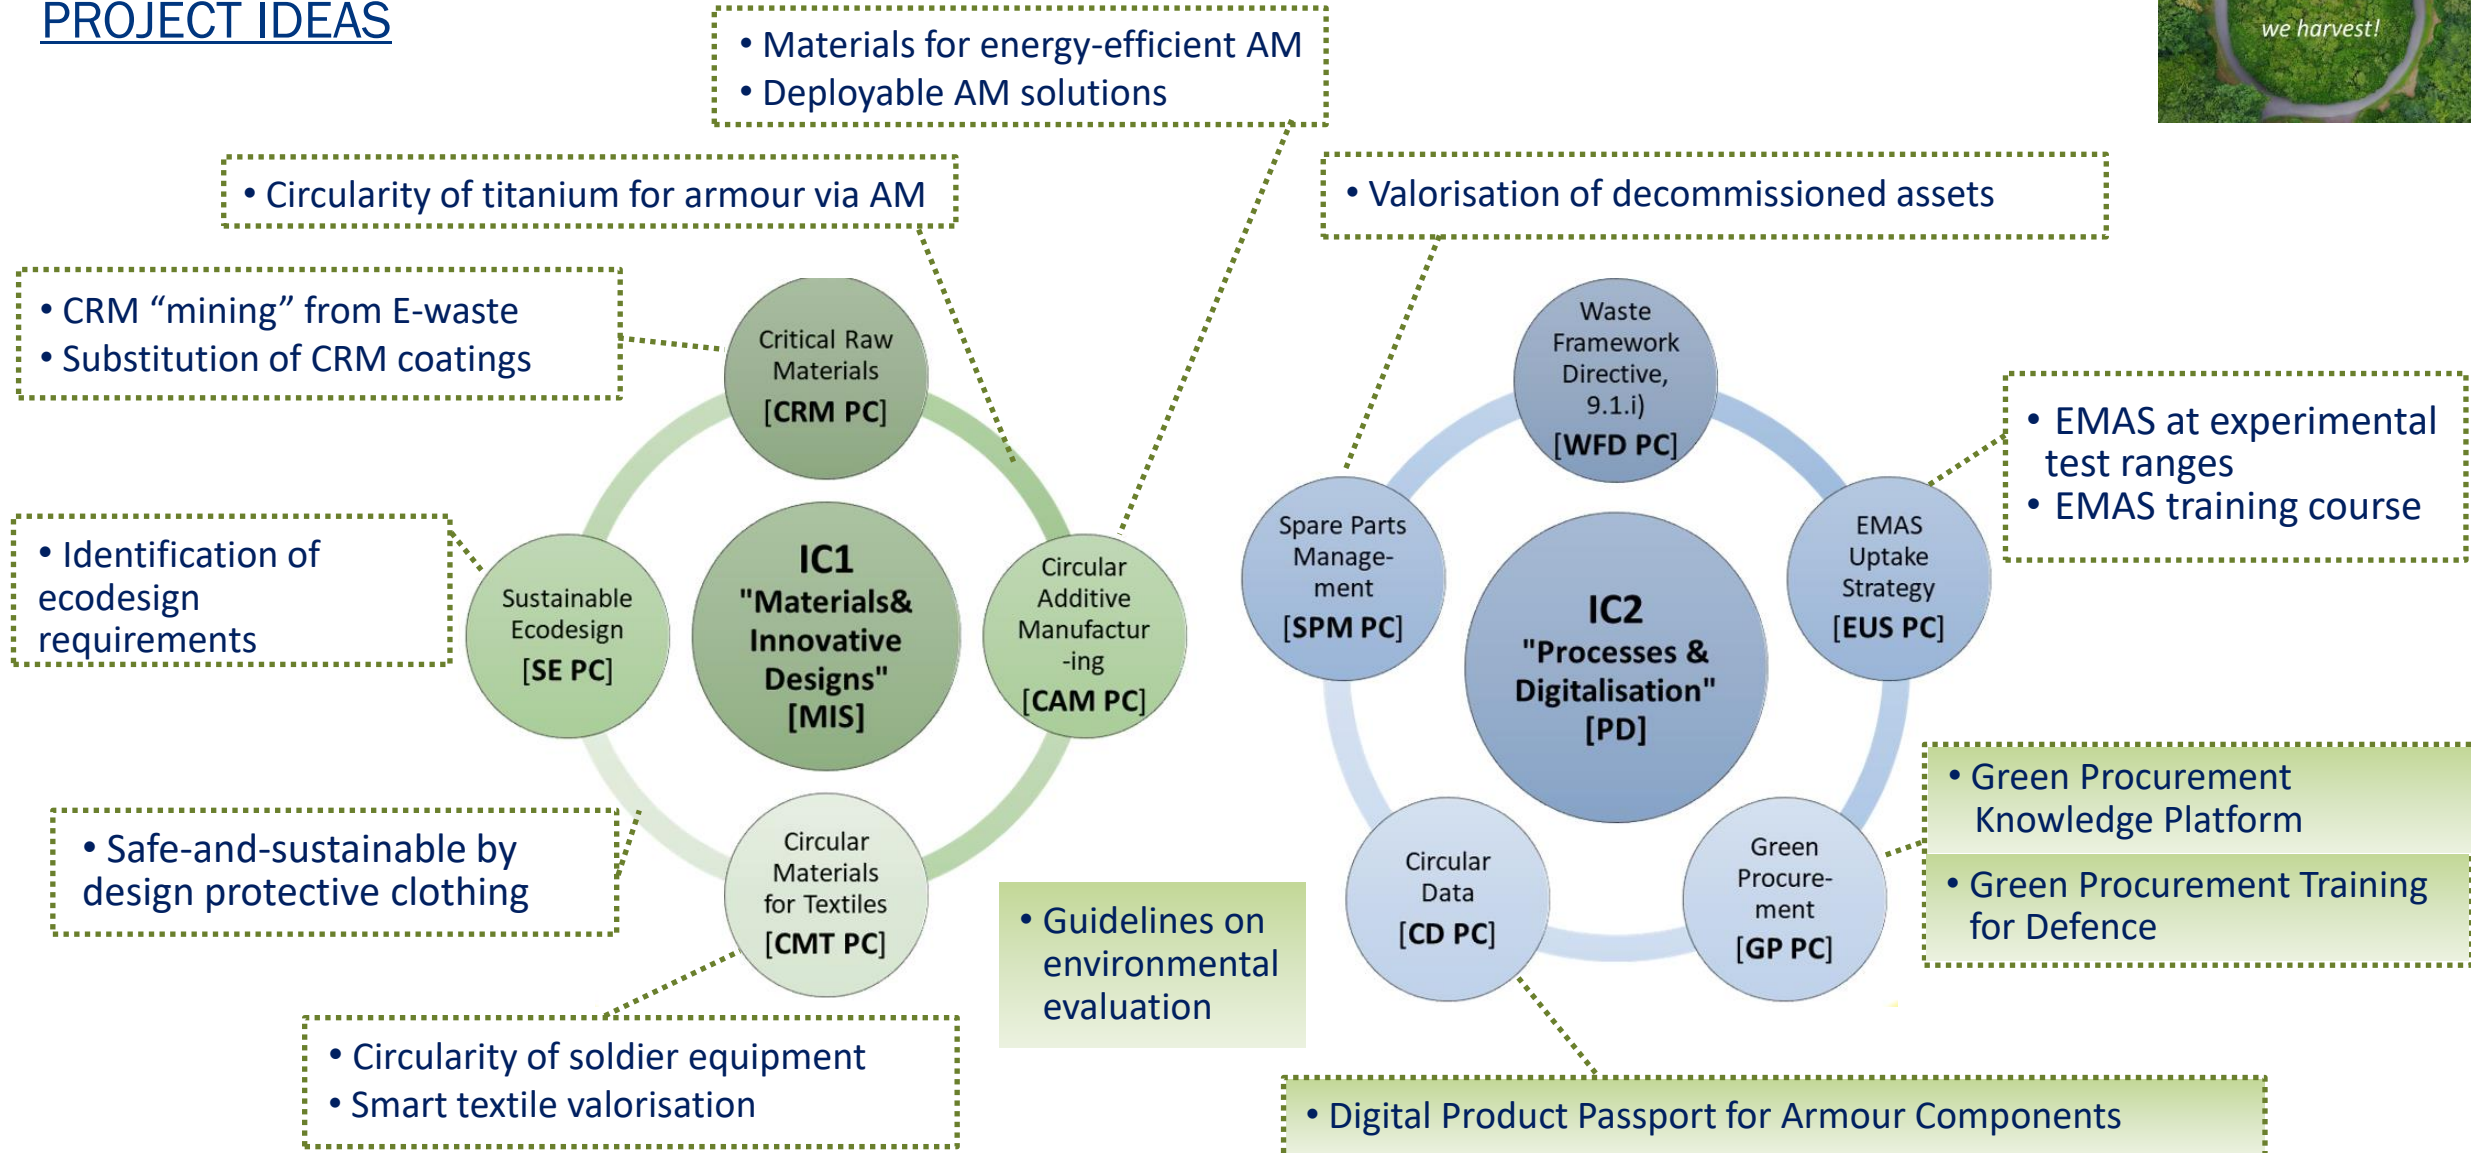 PROJECT IDEAS
we harvest!
• Materials for energy-efficient AM
• Deployable AM solutions
• Circularity of titanium for armour via AM
• Valorisation of decommissioned assets
• CRM “mining” from E-waste
• Substitution of CRM coatings
Critical Raw
Materials
[CRM PC]
Waste
Framework
Directive,
9.1.i)
[WFD PC]
• EMAS at experimental
test ranges
• EMAS training course
• Identification of
ecodesign
requirements
Sustainable
Ecodesign
[SE PC]
IC1
"Materials&
Innovative
Designs"
[MIS]
Circular
Additive
Manufactur
-ing
[CAM PC]
Spare Parts
Manage-
ment
[SPM PC]
IC2
"Processes &
Digitalisation"
[PD]
EMAS
Uptake
Strategy
[EUS PC]
• Safe-and-sustainable by
design protective clothing
Circular
Materials
for Textiles
[CMT PC]
• Guidelines on
environmental
evaluation
Circular
Data
[CD PC]
Green
Procure-
ment
[GP PC]
• Green Procurement
Knowledge Platform
• Green Procurement Training
for Defence
• Circularity of soldier equipment
• Smart textile valorisation
• Digital Product Passport for Armour Components